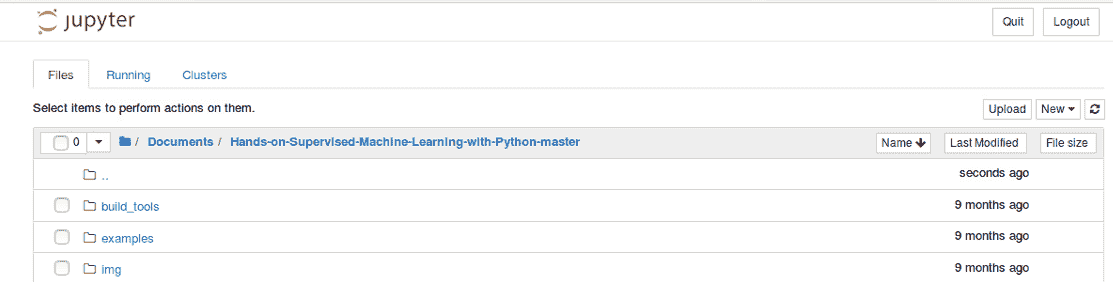 jupyter Quit Logout
Files Running Clusters
Select items to perform actions on them. Upload New
0 / Documents / Hands-on-Supervised-Machine-Learning-with-Python-master Name Last Modified File size
.. seconds ago
build_tools 9 months ago
examples 9 months ago
img 9 months ago